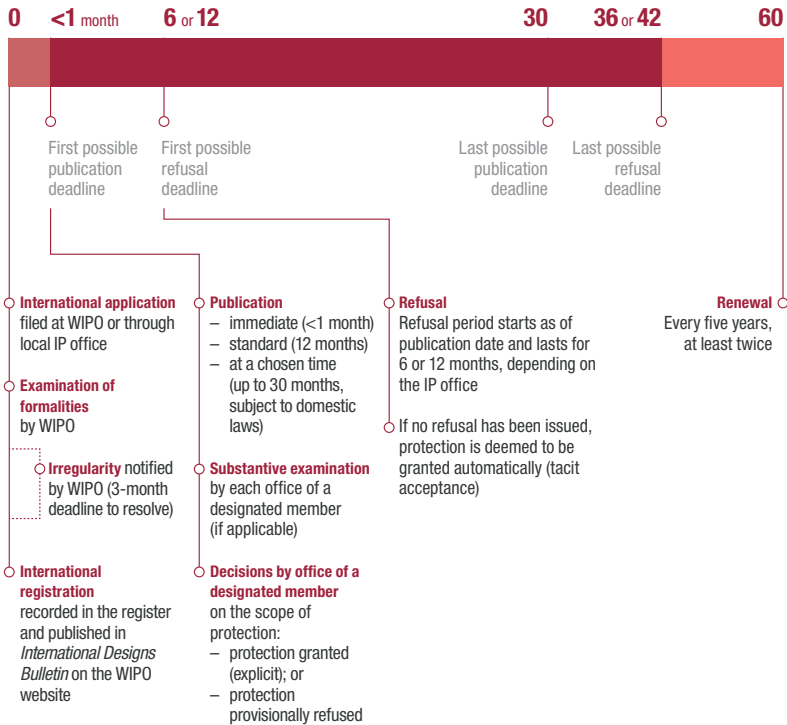 0 <1 month 6 or 12 30 36 or 42 60
First possible
publication
deadline
First possible
refusal
deadline
Last possible
publication
deadline
Last possible
refusal
deadline
International application
filed at WIPO or through
local IP office
Examination of
formalities
by WIPO
Irregularity notified
by WIPO (3-month
deadline to resolve)
International
registration
recorded in the register
and published in
International Designs
Bulletin on the WIPO
website
Publication
– immediate (<1 month)
– standard (12 months)
– at a chosen time
(up to 30 months,
subject to domestic
laws)
Substantive examination
by each office of a
designated member
(if applicable)
Decisions by office of a
designated member
on the scope of
protection:
– protection granted
(explicit); or
– protection
provisionally refused
Refusal
Refusal period starts as of
publication date and lasts for
6 or 12 months, depending on
the IP office
If no refusal has been issued,
protection is deemed to be
granted automatically (tacit
acceptance)
Renewal
Every five years,
at least twice